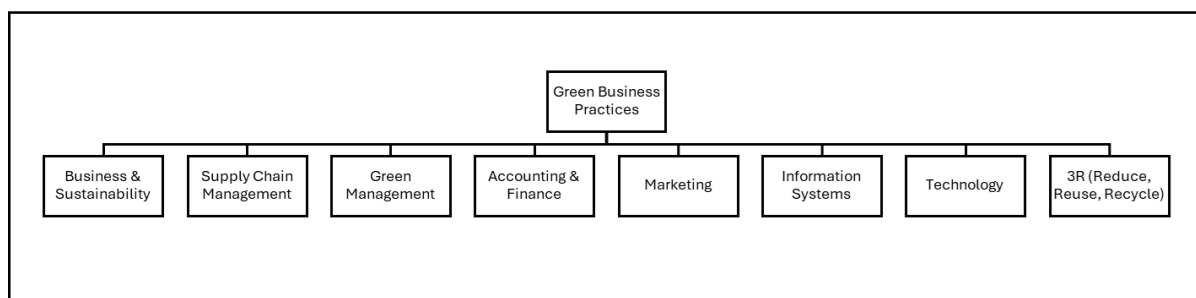 Green Business
Practices
Business &
Sustainability
Supply Chain
Management
Green
Management
Accounting &
Finance
Marketing
Information
Systems
Technology
3R (Reduce,
Reuse, Recycle)